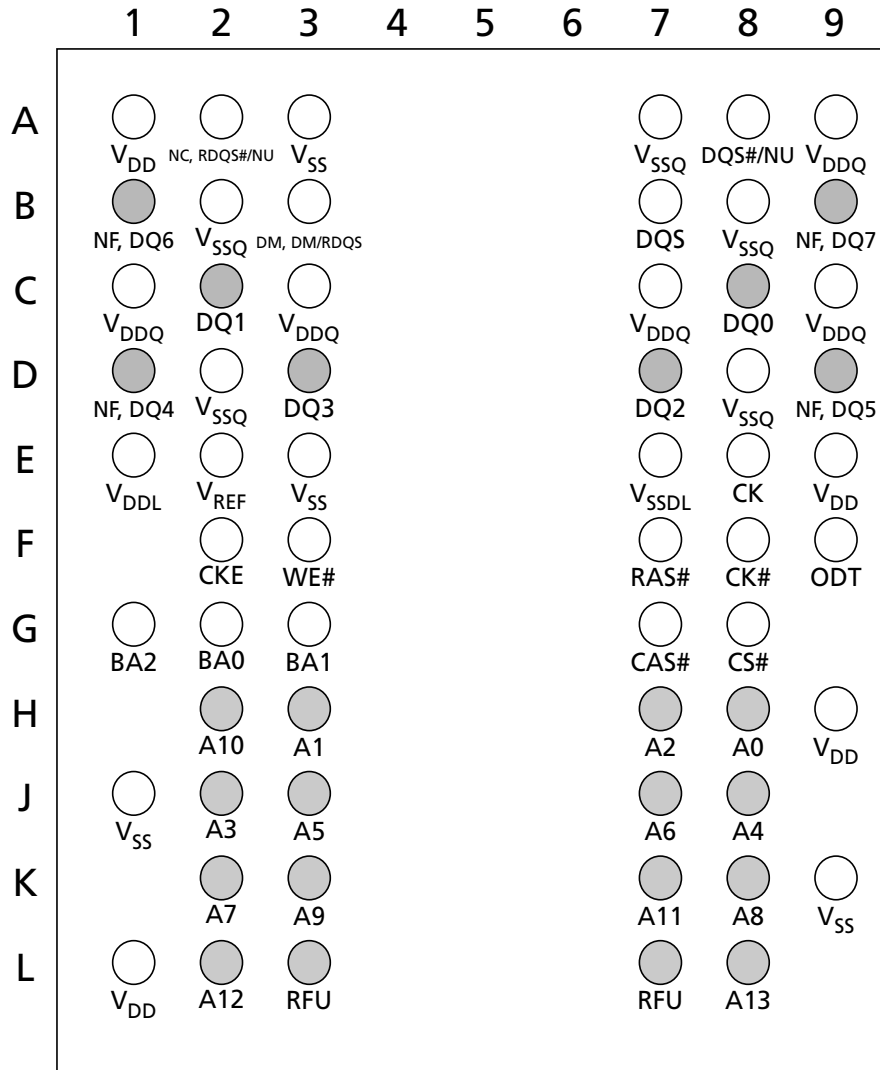 1 2 3 4 5 6 7 8 9
A
VDD NC, RDQS#/NU VSS VSSQ DQS#/NU VDDQ
B
NF, DQ6 VSSQ DM, DM/RDQS DQS VSSQ NF, DQ7
C
VDDQ DQ1 VDDQ VDDQ DQ0 VDDQ
D
NF, DQ4 VSSQ DQ3 DQ2 VSSQ NF, DQ5
E
VDDL VREF VSS VSSDL CK VDD
F
CKE WE# RAS# CK# ODT
G
BA2 BA0 BA1 CAS# CS#
H
A10 A1 A2 A0 VDD
J
VSS A3 A5 A6 A4
K
A7 A9 A11 A8 VSS
L
VDD A12 RFU RFU A13